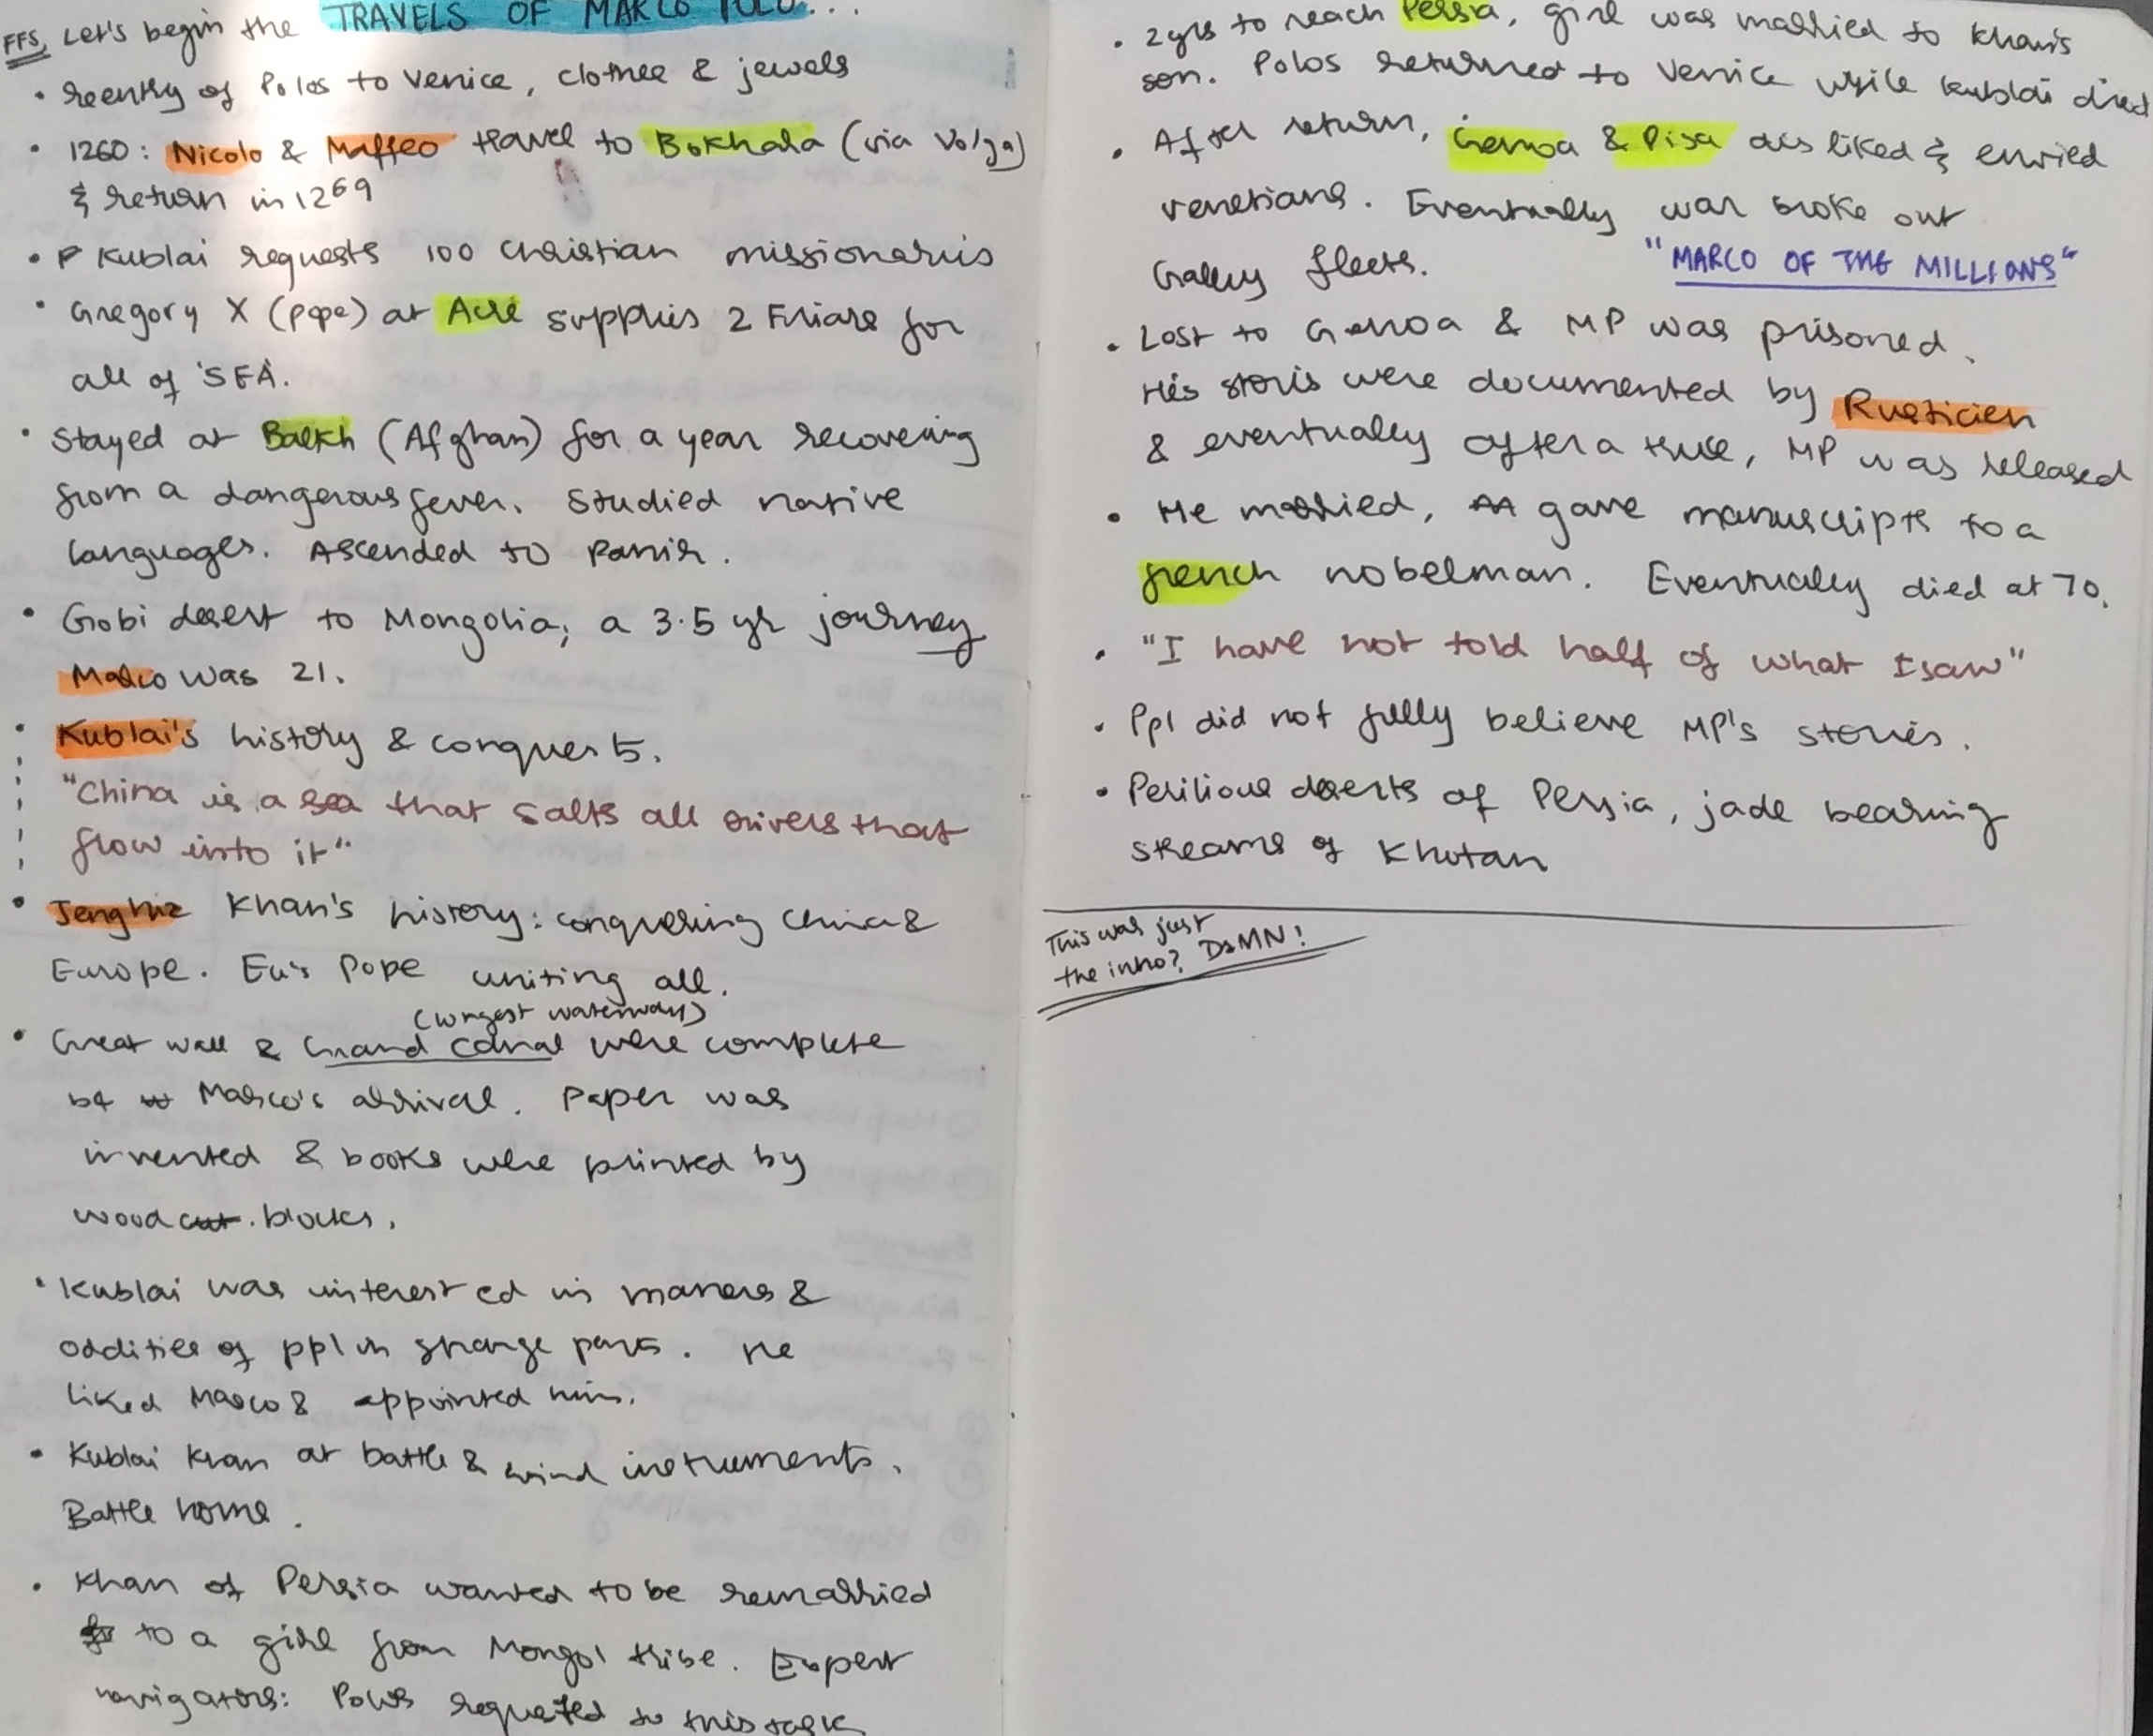 FFS, Let's begin the TRAVELS OF MARCO POLO...
• reentry of Polos to Venice, clothes & jewels
• 1260: Nicolo & Maffeo travel to Bokhara (via Volga)
& return in 1269
• Kublai requests 100 Christian missionaries
• Gregory X (pope) at Acre supplies 2 Friars for
all of SEA.
• Stayed at Balkh (Afghan) for a year recovering
from a dangerous fever. Studied native
languages. Ascended to Pamir.
• Gobi desert to Mongolia; a 3.5 yr journey
Marco was 21.
• Kublai's history & conquests.
"China is a sea that salts all rivers that
flow into it"
• Jenghiz Khan's history: conquering China &
Europe. Eu's Pope uniting all.
(longest waterway)
• Great wall & Grand Canal were complete
b4 Marco's arrival. Paper was
invented & books were printed by
wood cut. blocks.
• Kublai was interested in manners &
oddities of ppl in strange parts. He
liked Marco & appointed him.
• Kublai Khan at battle & wind instruments.
Battle home.
• Khan of Persia wanted to be remarried
to a girl from Mongol tribe. Expert
navigators: Polos requested to this task
• 2yrs to reach Persia, girl was married to Khan's
son. Polos returned to Venice while Kublai died
• After return, Genoa & Pisa disliked & envied
venetians. Eventually war broke out
Galley fleets. "MARCO OF THE MILLIONS"
• Lost to Genoa & MP was prisoned.
His storis were documented by Rusticien
& eventually after a truce, MP was released
• He married, gave manuscripts to a
french nobelman. Eventually died at 70.
• "I have not told half of what I saw"
• Ppl did not fully believe MP's stories.
• Perilious deserts of Persia, jade bearing
streams of Khotan
This was just
the intro? DAMN!